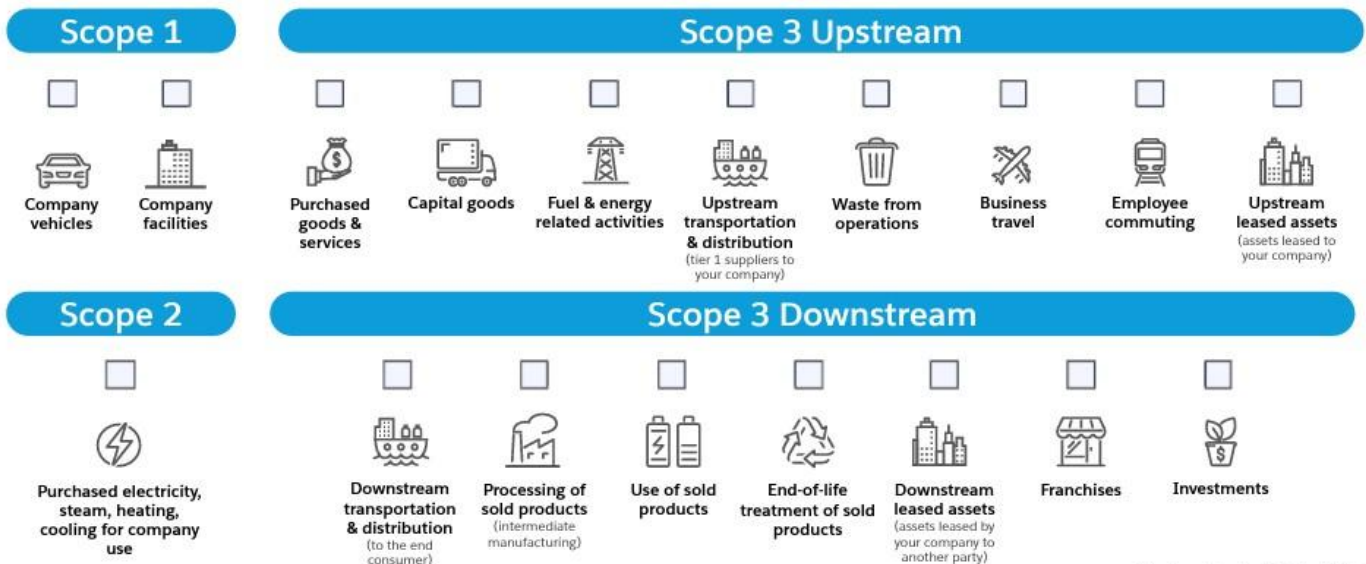 Scope 1
Company
vehicles
Company
facilities
Scope 3 Upstream
Purchased
goods &
services
Capital goods
Fuel & energy
related activities
Upstream
transportation
& distribution
(tier 1 suppliers to
your company)
Waste from
operations
Business
travel
Employee
commuting
Upstream
leased assets
(assets leased to
your company)
Scope 2
Purchased electricity,
steam, heating,
cooling for company
use
Scope 3 Downstream
Downstream
transportation
& distribution
(to the end
consumer)
Processing of
sold products
(intermediate
manufacturing)
Use of sold
products
End-of-life
treatment of sold
products
Downstream
leased assets
(assets leased by
your company to
another party)
Franchises
Investments